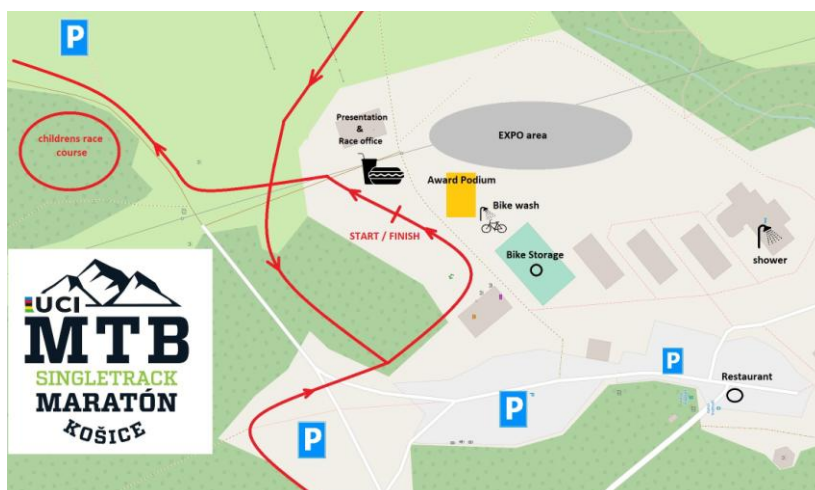 P
childrens race
course
Presentation
&
Race office
EXPO area
Award Podium
Bike wash
START / FINISH
Bike Storage
shower
UCI
MTB
SINGLETRACK
MARATÓN
KOŠICE
P
P
P
Restaurant